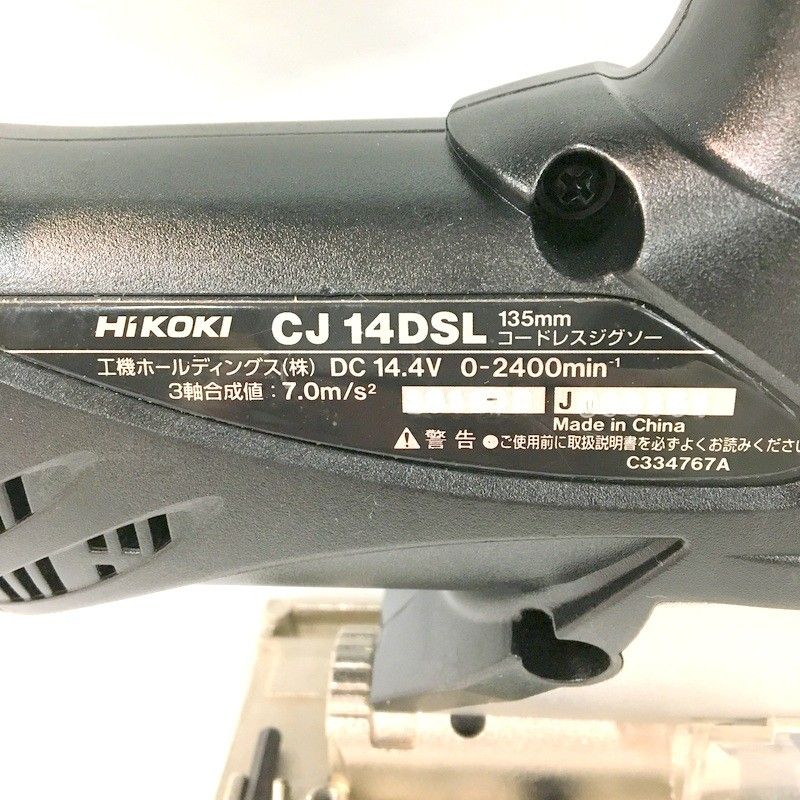 HiKOKI CJ 14DSL 135mm コードレスジグソー
工機ホールディングス(株) DC 14.4V 0-2400min⁻¹
3軸合成値：7.0m/s²
J
Made in China
警告 ●ご使用前に取扱説明書を必ずよくお読みください
C334767A